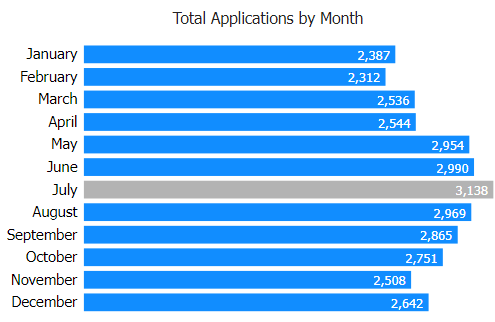 Total Applications by Month
January 2,387
February 2,312
March 2,536
April 2,544
May 2,954
June 2,990
July 3,138
August 2,969
September 2,865
October 2,751
November 2,508
December 2,642